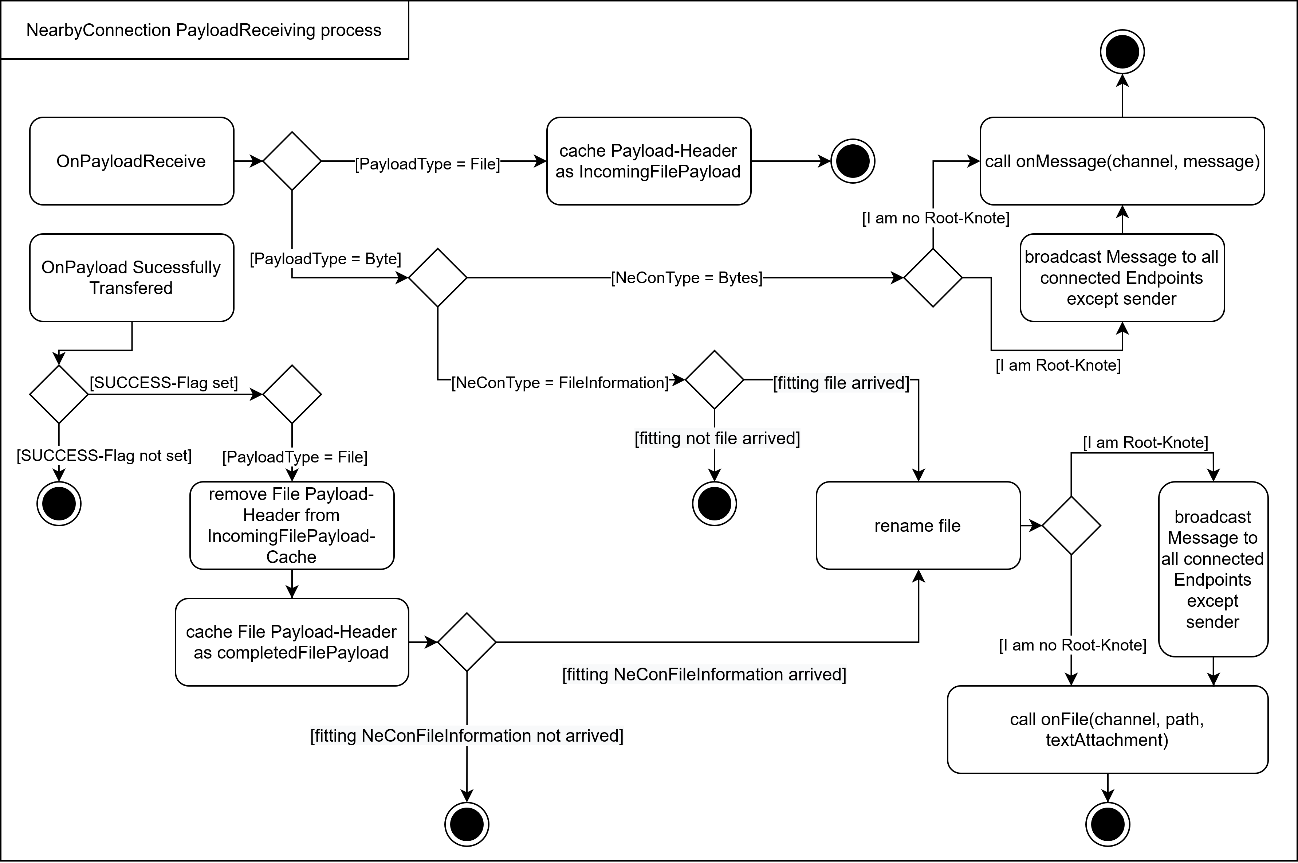 NearbyConnection PayloadReceiving process
OnPayloadReceive
[PayloadType = File]
cache Payload-Header
as IncomingFilePayload
call onMessage(channel, message)
[I am no Root-Knote]
OnPayload Sucessfully
Transfered
[PayloadType = Byte]
[NeConType = Bytes]
broadcast Message to all
connected Endpoints
except sender
[I am Root-Knote]
[SUCCESS-Flag set]
[NeConType = FileInformation]
[fitting file arrived]
[SUCCESS-Flag not set]
[PayloadType = File]
[fitting not file arrived]
[I am Root-Knote]
remove File Payload-
Header from
IncomingFilePayload-
Cache
rename file
broadcast
Message to
all connected
Endpoints
except
sender
cache File Payload-Header
as completedFilePayload
[fitting NeConFileInformation arrived]
[I am no Root-Knote]
[fitting NeConFileInformation not arrived]
call onFile(channel, path,
textAttachment)